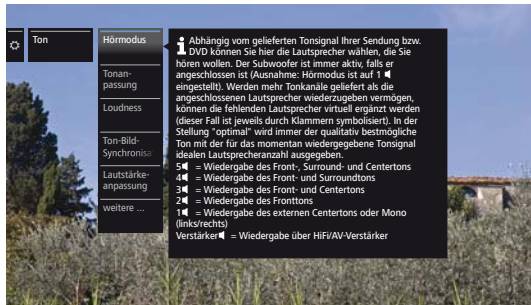 Ton
Hörmodus
Tonan-
passung
Loudness
Ton-Bild-
Synchronisa
Lautstärke-
anpassung
weitere ...
Abhängig vom gelieferten Tonsignal Ihrer Sendung bzw.
DVD können Sie hier die Lautsprecher wählen, die Sie
hören wollen. Der Subwoofer ist immer aktiv, falls er
angeschlossen ist (Ausnahme: Hörmodus ist auf 1
eingestellt). Werden mehr Tonkanäle geliefert als die
angeschlossenen Lautsprecher wiederzugeben vermögen,
können die fehlenden Lautsprecher virtuell ergänzt werden
(dieser Fall ist jeweils durch Klammern symbolisiert). In der
Stellung "optimal" wird immer der qualitativ bestmögliche
Ton mit der für das momentan wiedergegebene Tonsignal
idealen Lautsprecheranzahl ausgegeben.
5 = Wiedergabe des Front-, Surround- und Centertons
4 = Wiedergabe des Front- und Surroundtons
3 = Wiedergabe des Front- und Centertons
2 = Wiedergabe des Fronttons
1 = Wiedergabe des externen Centertons oder Mono
(links/rechts)
Verstärker = Wiedergabe über HiFi/AV-Verstärker